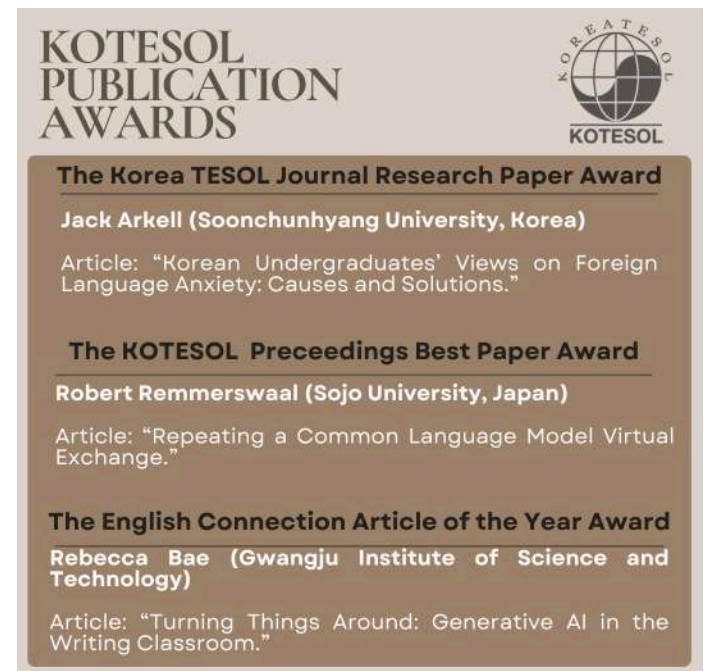 KOTESOL
PUBLICATION
AWARDS
KOREA TESOL
KOTESOL
The Korea TESOL Journal Research Paper Award
Jack Arkell (Soonchunhyang University, Korea)
Article: “Korean Undergraduates’ Views on Foreign
Language Anxiety: Causes and Solutions.”
The KOTESOL Preceedings Best Paper Award
Robert Remmerswaal (Sojo University, Japan)
Article: “Repeating a Common Language Model Virtual
Exchange.”
The English Connection Article of the Year Award
Rebecca Bae (Gwangju Institute of Science and
Technology)
Article: “Turning Things Around: Generative AI in the
Writing Classroom.”